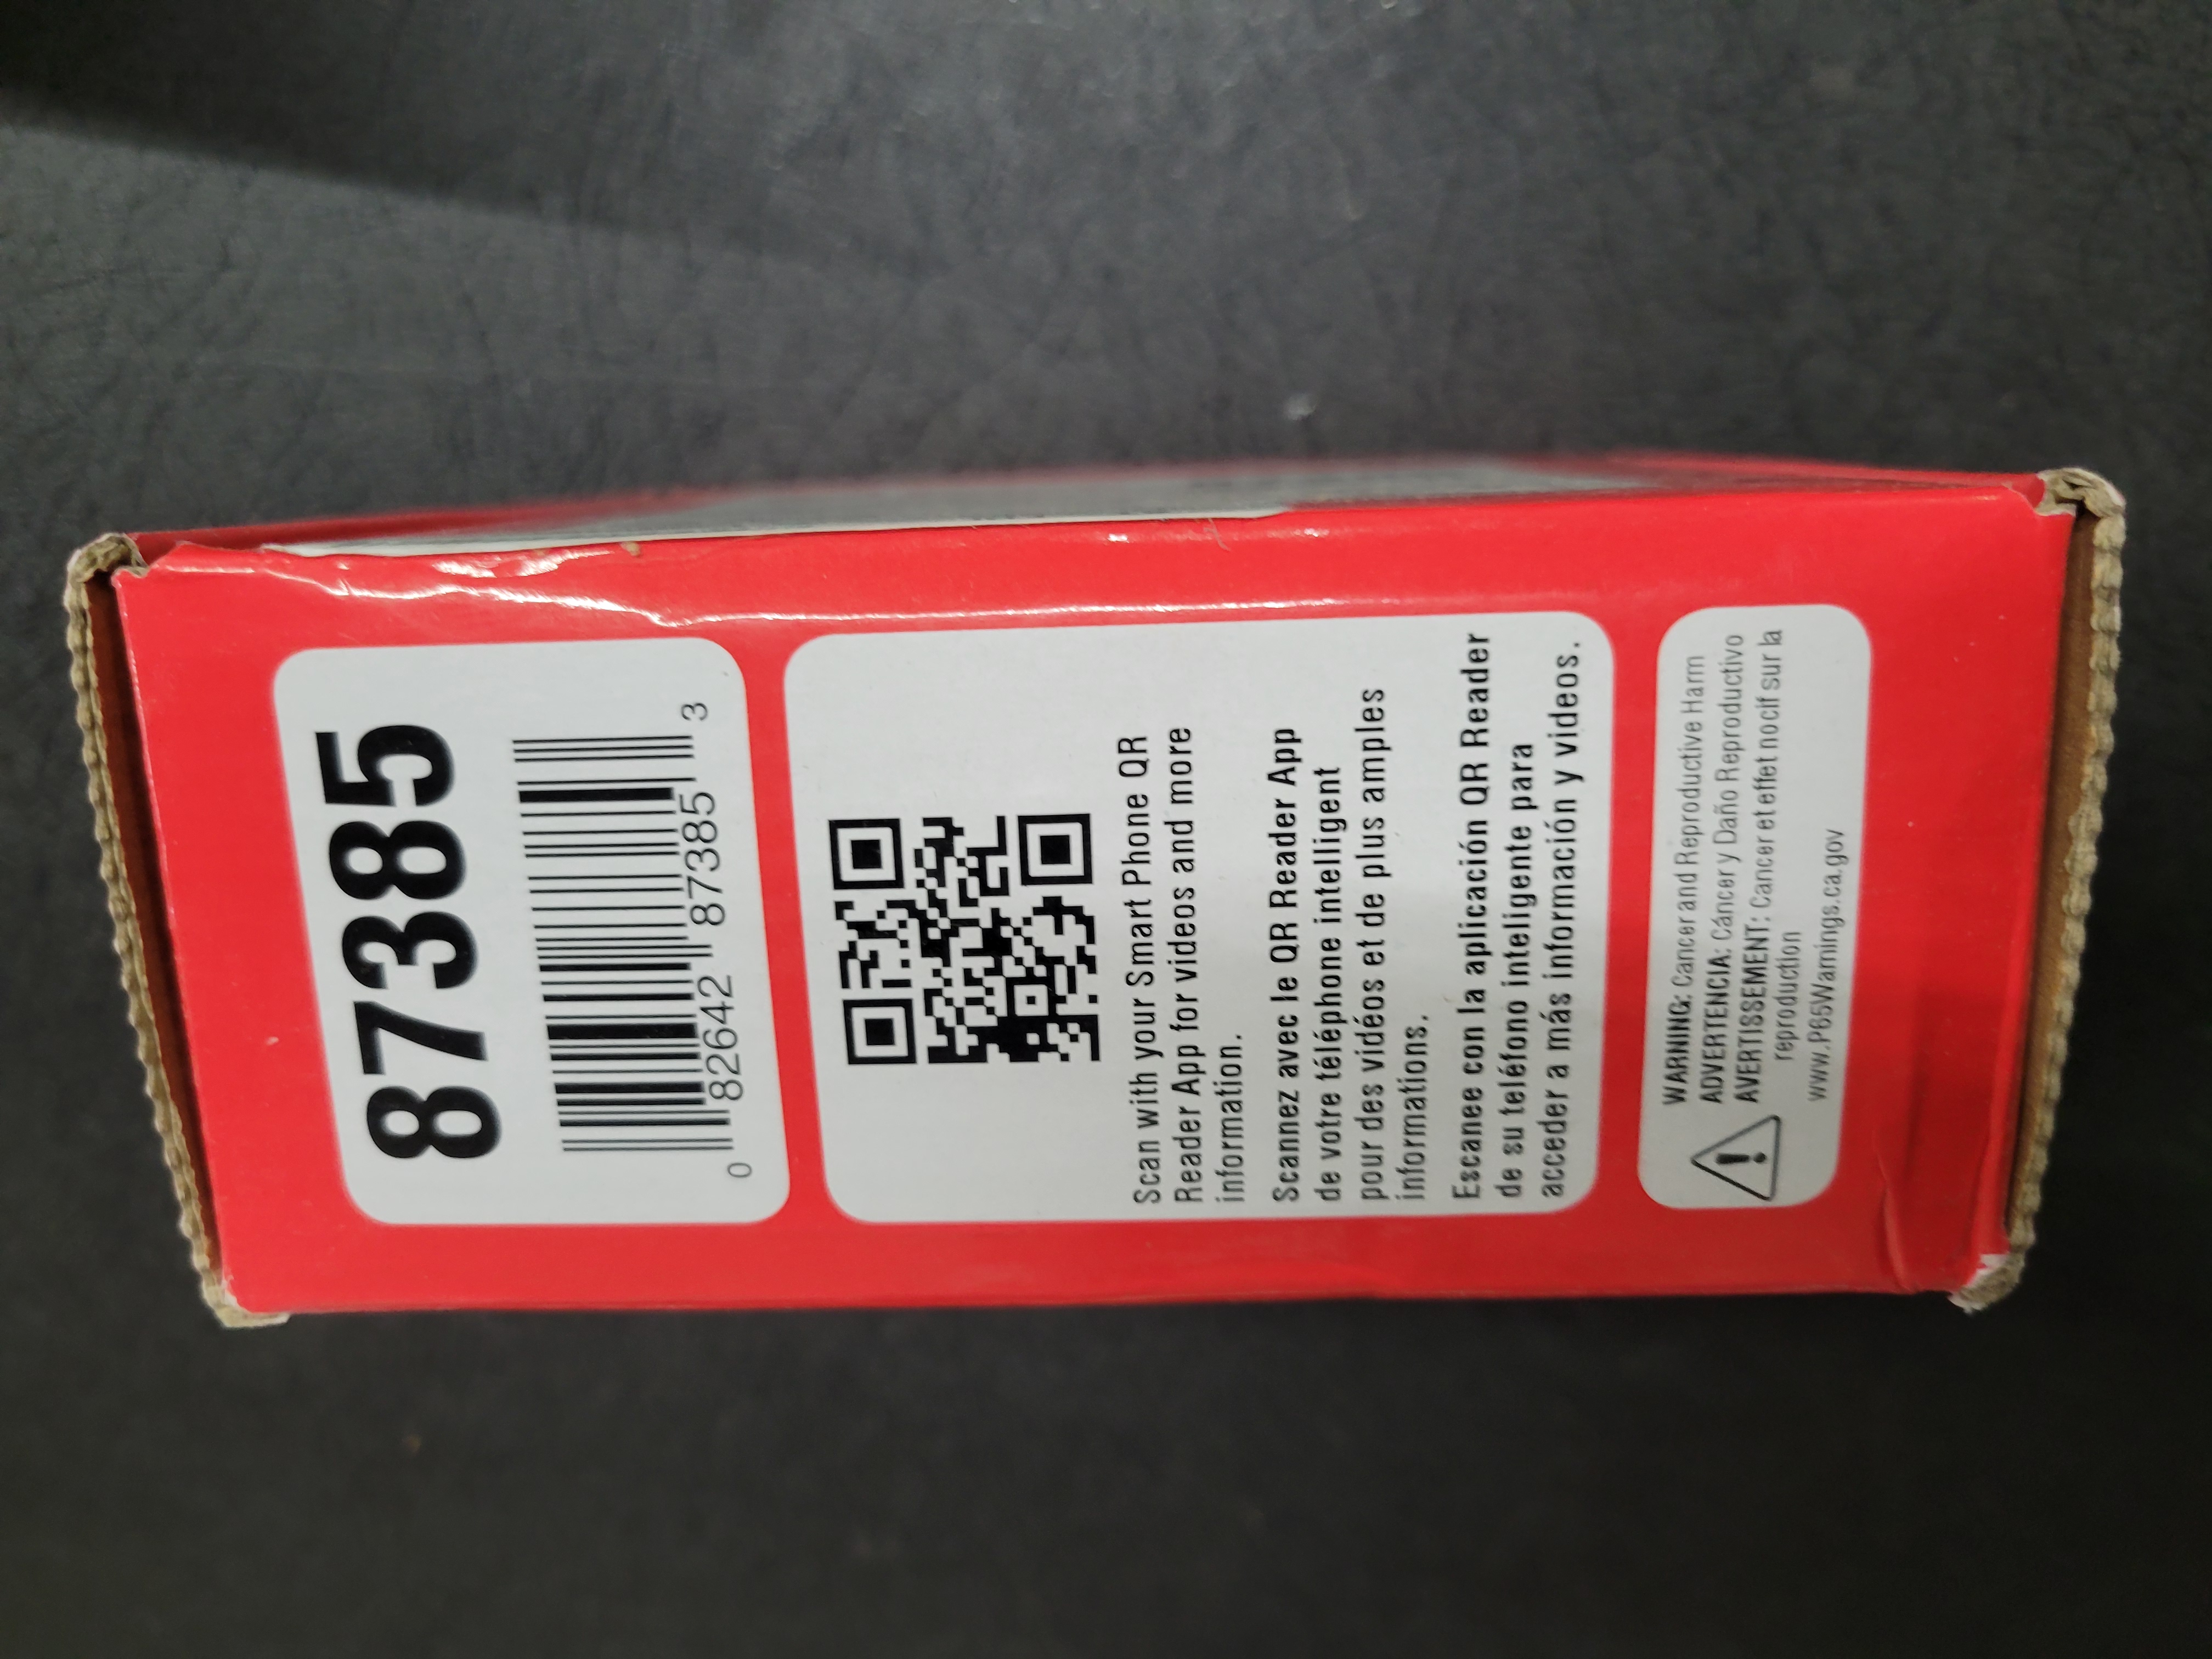 87385
0 82642 87385 3
Scan with your Smart Phone QR
Reader App for videos and more
information.
Scannez avec le QR Reader App
de votre téléphone intelligent
pour des vidéos et de plus amples
informations.
Escanee con la aplicación QR Reader
de su teléfono inteligente para
acceder a más información y videos.
WARNING: Cancer and Reproductive Harm
ADVERTENCIA: Cáncer y Daño Reproductivo
AVERTISSEMENT: Cancer et effet nocif sur la
reproduction
www.P65Warnings.ca.gov